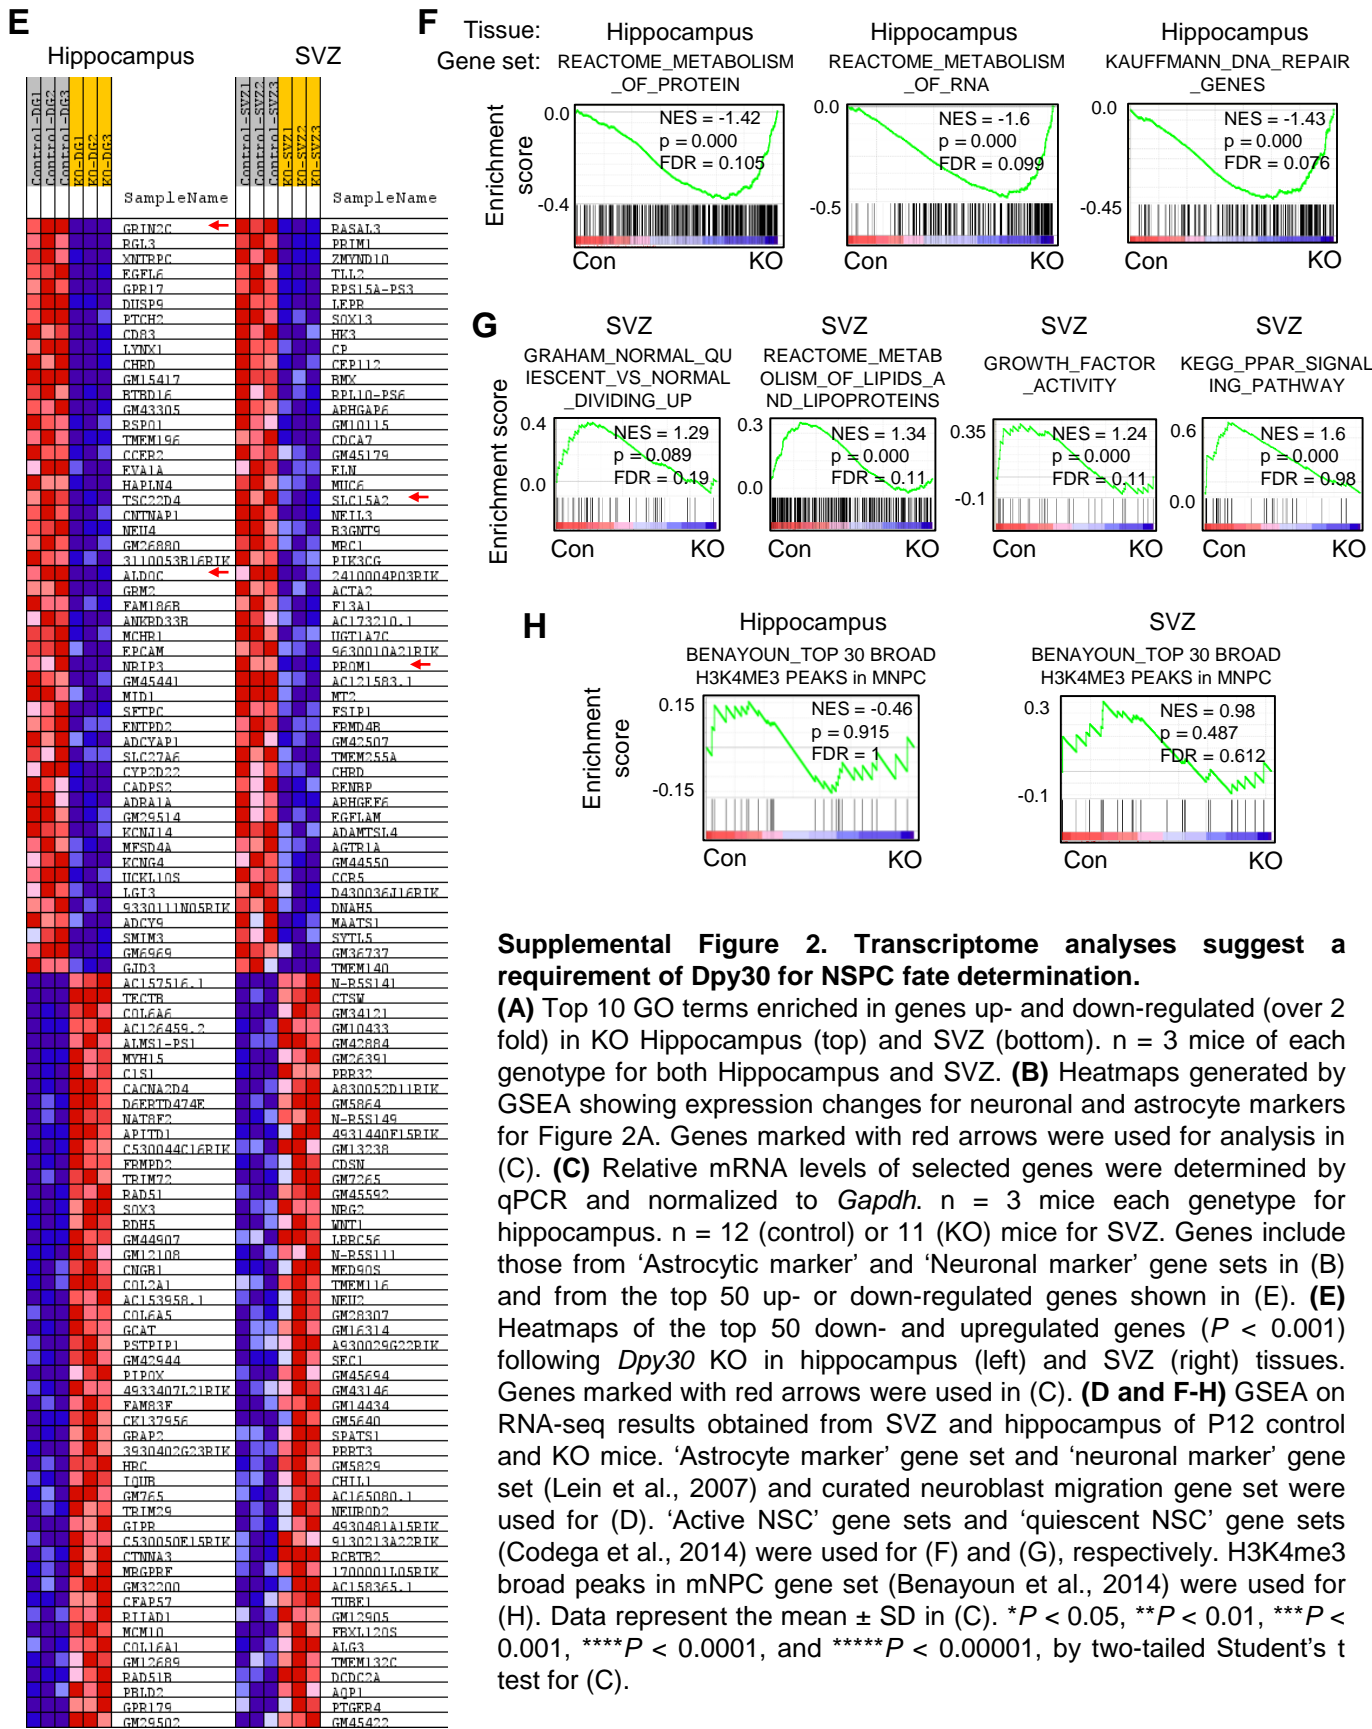 E
Hippocampus
SVZ
Control-DG1
Control-DG2
Control-DG3
KO-DG1
KO-DG2
KO-DG3
SampleName
GRIN2C
RGL3
XNTRPC
EGFL6
GPR17
DUSP9
PTCH2
CD83
LYNX1
CHRD
GM15417
BTBD16
GM43305
RSPO1
TMEM196
CCER2
EVA1A
HAPLN4
TSC22D4
CNTNAP1
NEU4
GM26880
3110053B16RIK
ALDOC
GRM2
FAM186B
ANKRD33B
MCHR1
EPCAM
NRIP3
GM45441
MID1
SFTPC
ENTPD2
ADCYAP1
SLC27A6
CYP2D22
CADPS2
ADRA1A
GM29514
KCNJ14
MFSD4A
KCNG4
UCKL1OS
LGI3
9330111N05RIK
ADCY9
SMIM3
GM6969
GJD3
AC157516.1
TECTB
COL6A6
AC126459.2
ALMS1-PS1
MYH15
C1S1
CACNA2D4
D6ERTD474E
NAT8F2
APITD1
C530044C16RIK
FRMPD2
TRIM72
RAD51
SOX3
RDH5
GM44907
GM12108
CNGB1
COL2A1
AC153958.1
COL6A5
GCAT
PSTPIP1
GM42944
PIPOX
4933407L21RIK
FAM83F
CK137956
GRAP2
3930402G23RIK
HRC
IQUB
GM765
TRIM29
GIPR
C530050E15RIK
CTNNA3
MRGPRF
GM32200
CFAP57
RIIAD1
MCM10
COL16A1
GM12689
RAD51B
PBLD2
GPR179
GM29502
Control-SVZ1
Control-SVZ2
Control-SVZ3
KO-SVZ1
KO-SVZ2
KO-SVZ3
SampleName
RASAL3
PRIM1
ZMYND10
TLL2
RPS15A-PS3
LEPR
SOX13
HK3
CP
CEP112
BMX
RPL10-PS6
ARHGAP6
GM10115
CDCA7
GM45179
ELN
MUC6
SLC15A2
NEIL3
B3GNT9
MRC1
PIK3CG
2410004P03RIK
ACTA2
F13A1
AC173210.1
UGT1A7C
9630010A21RIK
PROM1
AC121583.1
MT2
FSIP1
FRMD4B
GM42507
TMEM255A
CHRD
RENBP
ARHGEF6
EGFLAM
ADAMTSL4
AGTR1A
GM44550
CCR5
D430036J16RIK
DNAH5
MAATS1
SYTL5
GM36737
TMEM140
N-R5S141
CTSW
GM34121
GM10433
GM42884
GM26391
PRR32
A830052D11RIK
GM5864
N-R5S149
4931440F15RIK
GM13238
CDSN
GM7265
GM45592
NRG2
WNT1
LRRC56
N-R5S111
MED9OS
TMEM116
NEU2
GM28307
GM16314
A930029G22RIK
SEC1
GM45694
GM43146
GM14434
GM5640
SPATS1
PRRT3
GM5829
CHIL1
AC165080.1
NEUROD2
4930481A15RIK
9130213A22RIK
RCBTB2
1700001L05RIK
AC158365.1
TUBE1
GM12905
FBXL12OS
ALG3
TMEM132C
DCDC2A
AQP1
PTGER4
GM45422
F
Tissue:
Hippocampus
Hippocampus
Hippocampus
Gene set:
REACTOME_METABOLISM
_OF_PROTEIN
REACTOME_METABOLISM
_OF_RNA
KAUFFMANN_DNA_REPAIR
_GENES
Enrichment
score
0.0
-0.4
NES = -1.42
p = 0.000
FDR = 0.105
Con
KO
0.0
-0.5
NES = -1.6
p = 0.000
FDR = 0.099
Con
KO
0.0
-0.45
NES = -1.43
p = 0.000
FDR = 0.076
Con
KO
G
SVZ
SVZ
SVZ
SVZ
GRAHAM_NORMAL_QU
IESCENT_VS_NORMAL
_DIVIDING_UP
REACTOME_METAB
OLISM_OF_LIPIDS_A
ND_LIPOPROTEINS
GROWTH_FACTOR
_ACTIVITY
KEGG_PPAR_SIGNAL
ING_PATHWAY
Enrichment score
0.4
0.0
NES = 1.29
p = 0.089
FDR = 0.19
Con
KO
0.3
0.0
NES = 1.34
p = 0.000
FDR = 0.11
Con
KO
0.35
-0.1
NES = 1.24
p = 0.000
FDR = 0.11
Con
KO
0.6
0.0
NES = 1.6
p = 0.000
FDR = 0.98
Con
KO
H
Hippocampus
SVZ
BENAYOUN_TOP 30 BROAD
H3K4ME3 PEAKS in MNPC
BENAYOUN_TOP 30 BROAD
H3K4ME3 PEAKS in MNPC
Enrichment
score
0.15
-0.15
NES = -0.46
p = 0.915
FDR = 1
Con
KO
0.3
-0.1
NES = 0.98
p = 0.487
FDR = 0.612
Con
KO
Supplemental Figure 2. Transcriptome analyses suggest a
requirement of Dpy30 for NSPC fate determination.
(A) Top 10 GO terms enriched in genes up- and down-regulated (over 2
fold) in KO Hippocampus (top) and SVZ (bottom). n = 3 mice of each
genotype for both Hippocampus and SVZ. (B) Heatmaps generated by
GSEA showing expression changes for neuronal and astrocyte markers
for Figure 2A. Genes marked with red arrows were used for analysis in
(C). (C) Relative mRNA levels of selected genes were determined by
qPCR and normalized to Gapdh. n = 3 mice each genetype for
hippocampus. n = 12 (control) or 11 (KO) mice for SVZ. Genes include
those from ‘Astrocytic marker’ and ‘Neuronal marker’ gene sets in (B)
and from the top 50 up- or down-regulated genes shown in (E). (E)
Heatmaps of the top 50 down- and upregulated genes (P < 0.001)
following Dpy30 KO in hippocampus (left) and SVZ (right) tissues.
Genes marked with red arrows were used in (C). (D and F-H) GSEA on
RNA-seq results obtained from SVZ and hippocampus of P12 control
and KO mice. ‘Astrocyte marker’ gene set and ‘neuronal marker’ gene
set (Lein et al., 2007) and curated neuroblast migration gene set were
used for (D). ‘Active NSC’ gene sets and ‘quiescent NSC’ gene sets
(Codega et al., 2014) were used for (F) and (G), respectively. H3K4me3
broad peaks in mNPC gene set (Benayoun et al., 2014) were used for
(H). Data represent the mean ± SD in (C). *P < 0.05, **P < 0.01, ***P <
0.001, ****P < 0.0001, and *****P < 0.00001, by two-tailed Student’s t
test for (C).